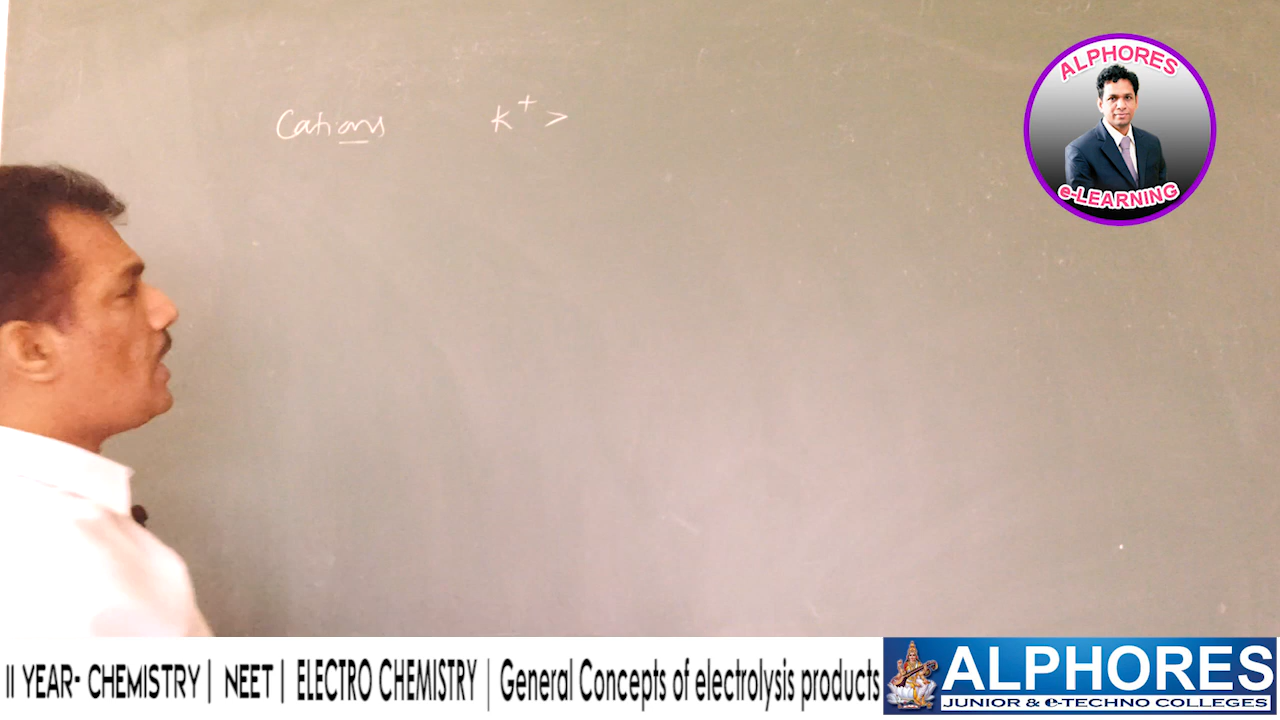 Cations K⁺ >
ALPHORES
e-LEARNING
II YEAR- CHEMISTRY | NEET | ELECTRO CHEMISTRY | General Concepts of electrolysis products
ALPHORES
JUNIOR & e-TECHNO COLLEGES